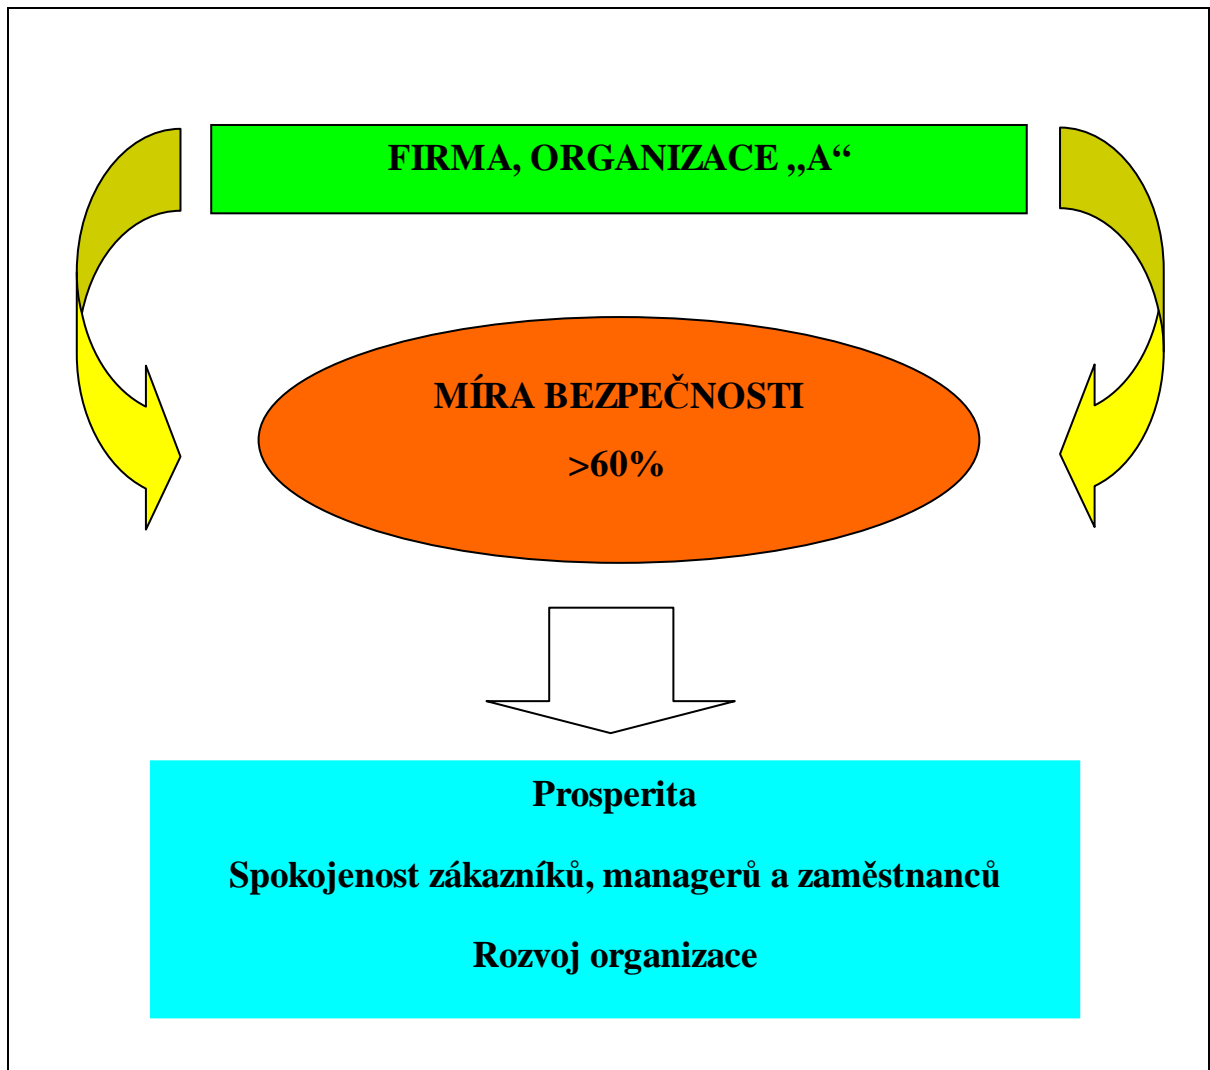 FIRMA, ORGANIZACE „A“
MÍRA BEZPEČNOSTI
>60%
Prosperita
Spokojenost zákazníků, managerů a zaměstnanců
Rozvoj organizace